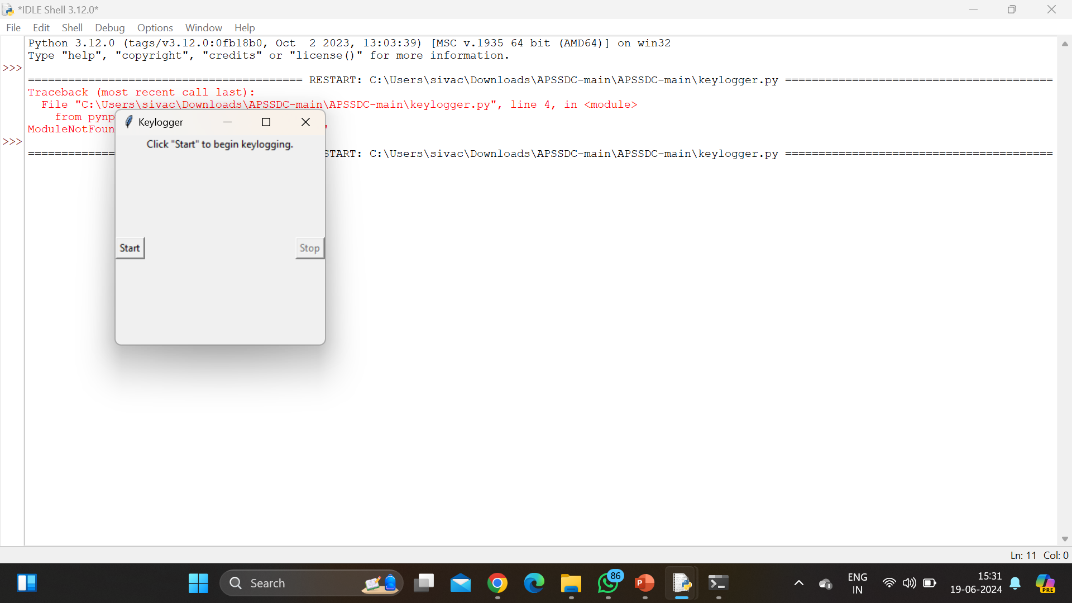 *IDLE Shell 3.12.0*
File Edit Shell Debug Options Window Help
Python 3.12.0 (tags/v3.12.0:0fb18b0, Oct  2 2023, 13:03:39) [MSC v.1935 64 bit (AMD64)] on win32
Type "help", "copyright", "credits" or "license()" for more information.
>>>
======================================== RESTART: C:\Users\sivac\Downloads\APSSDC-main\APSSDC-main\keylogger.py ========================================
Traceback (most recent call last):
File "C:\Users\sivac\Downloads\APSSDC-main\APSSDC-main\keylogger.py", line 4, in <module>
from pynp
ModuleNotFoun
>>>
============= START: C:\Users\sivac\Downloads\APSSDC-main\APSSDC-main\keylogger.py ========================================
Keylogger
Click "Start" to begin keylogging.
Start
Stop
Ln: 11 Col: 0
Search
86
ENG
IN
15:31
19-06-2024
PRE